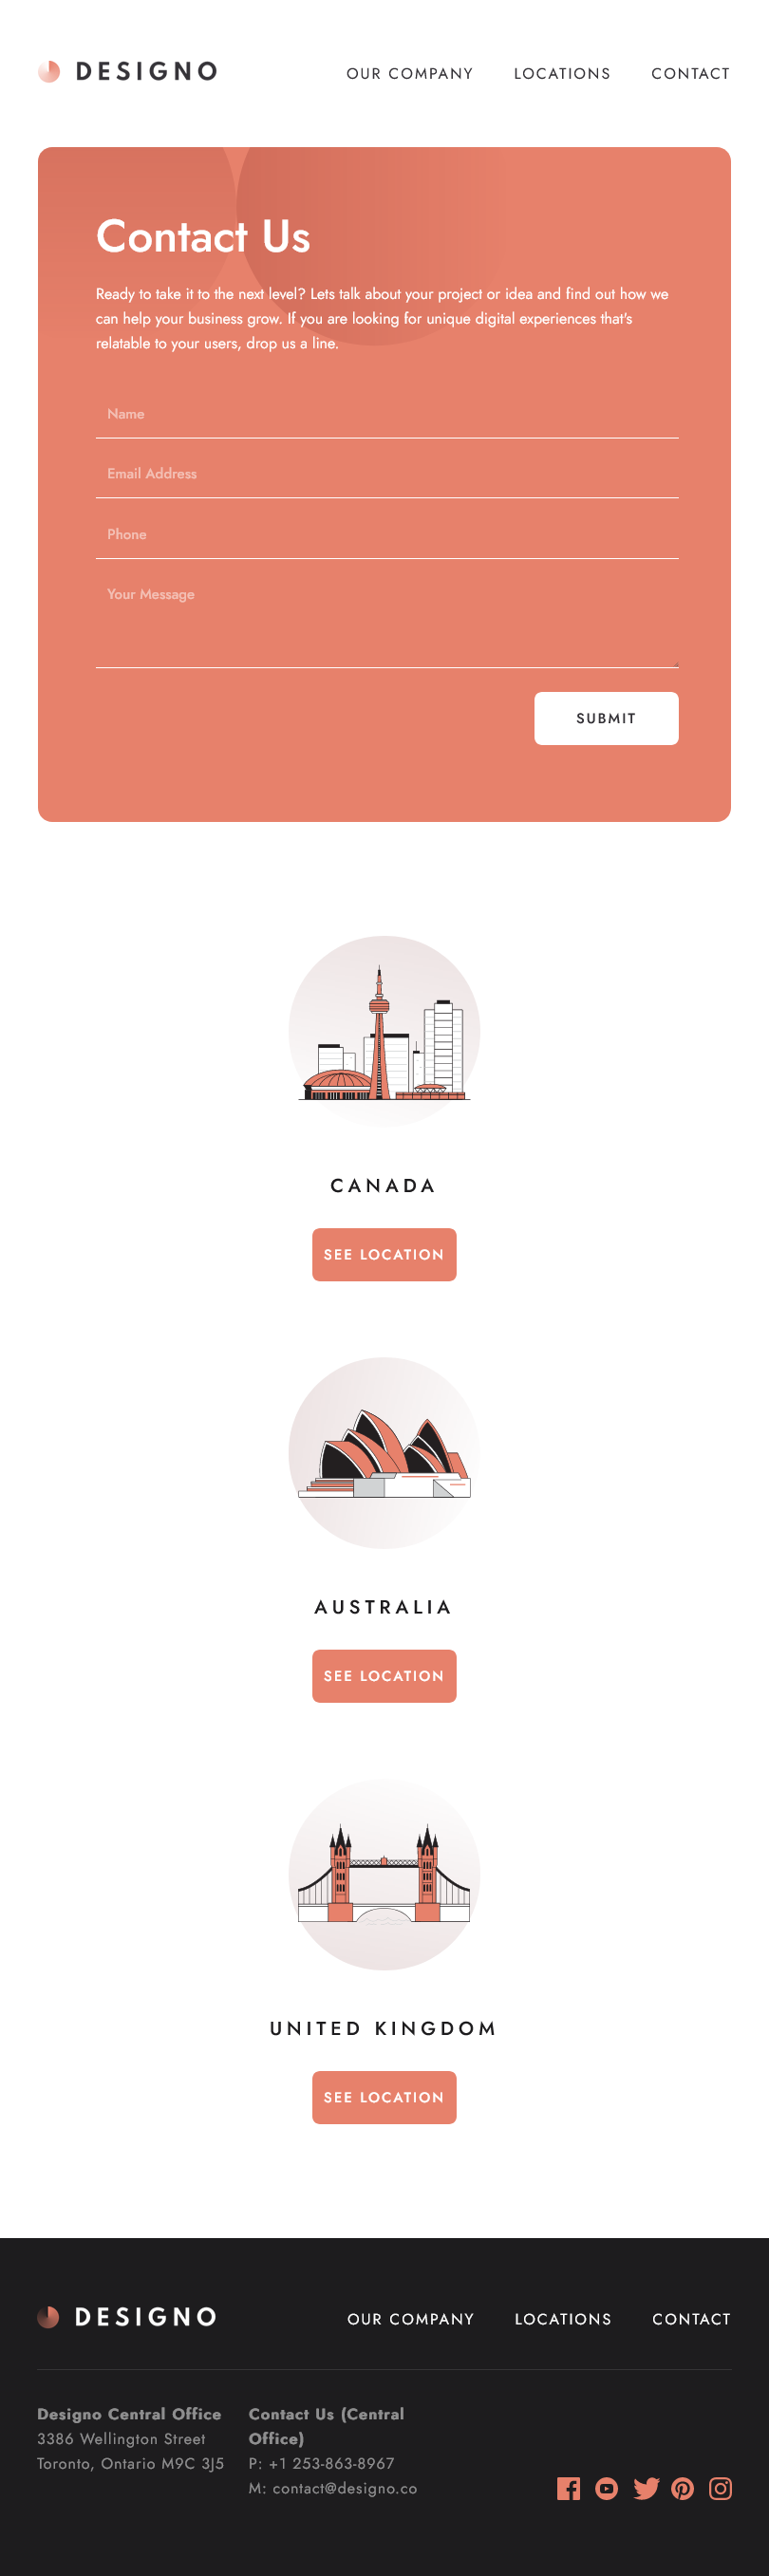 DESIGNO
OUR COMPANY
LOCATIONS
CONTACT
Contact Us
Ready to take it to the next level? Lets talk about your project or idea and find out how we
can help your business grow. If you are looking for unique digital experiences that's
relatable to your users, drop us a line.
Name
Email Address
Phone
Your Message
SUBMIT
CANADA
SEE LOCATION
AUSTRALIA
SEE LOCATION
UNITED KINGDOM
SEE LOCATION
DESIGNO
OUR COMPANY
LOCATIONS
CONTACT
Designo Central Office
3386 Wellington Street
Toronto, Ontario M9C 3J5
Contact Us (Central
Office)
P: +1 253-863-8967
M: contact@designo.co